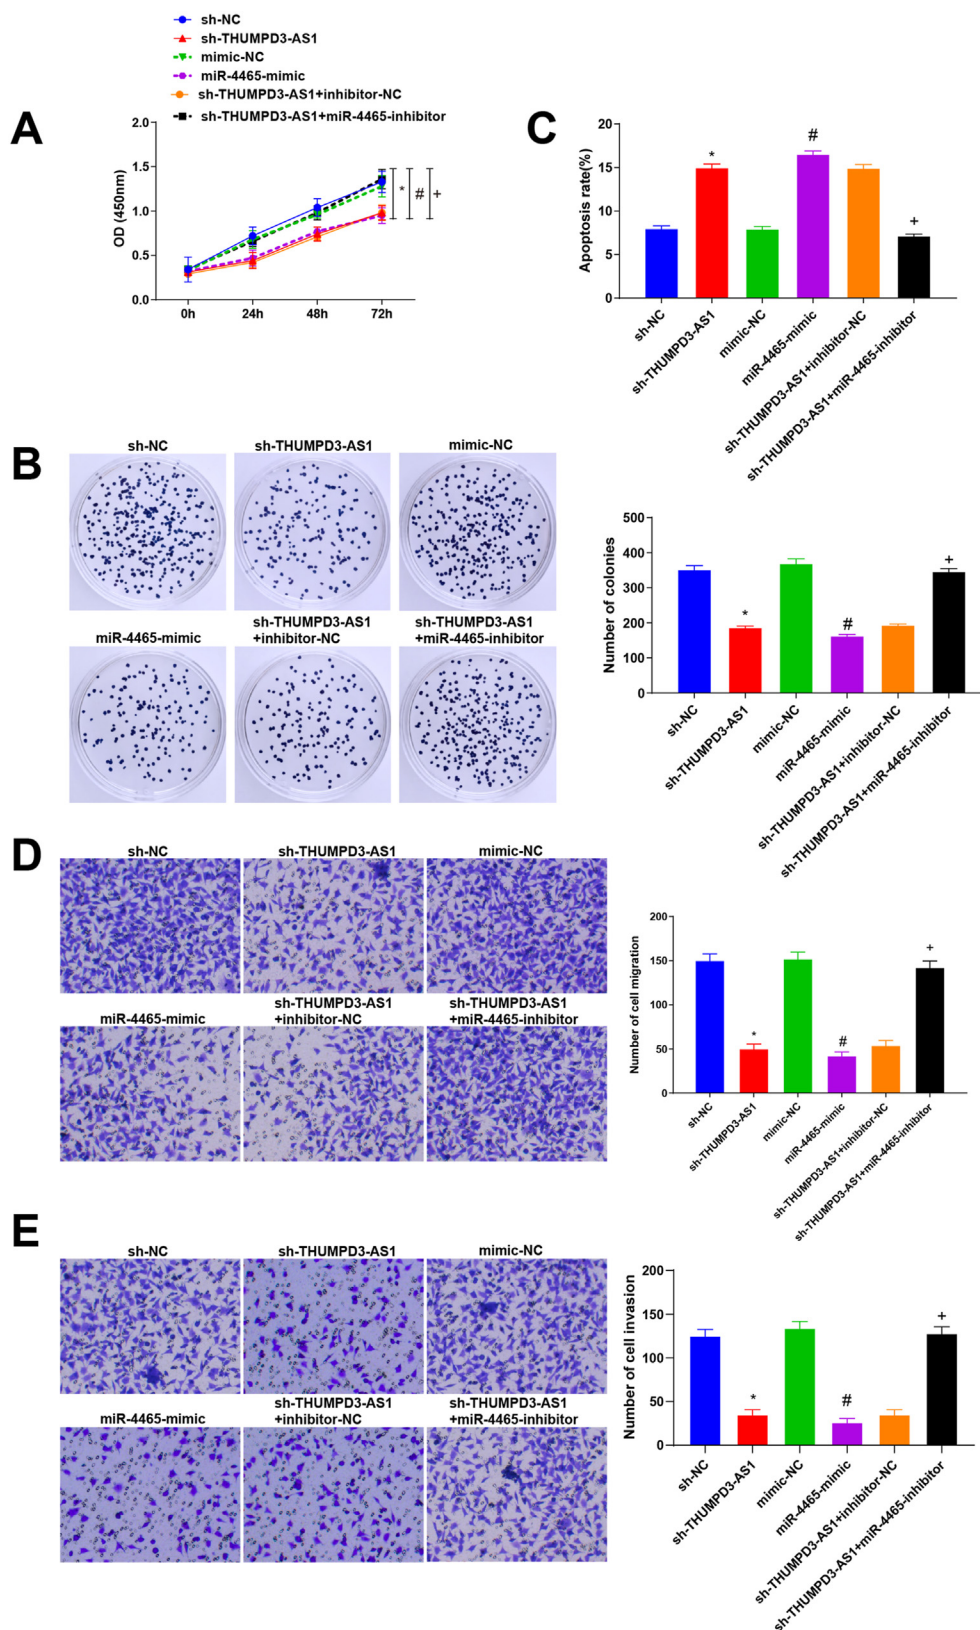 sh-NC
sh-THUMPD3-AS1
mimic-NC
miR-4465-mimic
sh-THUMPD3-AS1+inhibitor-NC
sh-THUMPD3-AS1+miR-4465-inhibitor
A
OD (450nm)
2.0
1.5
1.0
0.5
0.0
0h 24h 48h 72h
* # +
C
Apoptosis rate(%)
20
15
10
5
0
* # +
sh-NC
sh-THUMPD3-AS1
mimic-NC
miR-4465-mimic
sh-THUMPD3-AS1+inhibitor-NC
sh-THUMPD3-AS1+miR-4465-inhibitor
B
sh-NC sh-THUMPD3-AS1 mimic-NC
miR-4465-mimic sh-THUMPD3-AS1 sh-THUMPD3-AS1
+inhibitor-NC +miR-4465-inhibitor
Number of colonies
500
400
300
200
100
0
* # +
sh-NC
sh-THUMPD3-AS1
mimic-NC
miR-4465-mimic
sh-THUMPD3-AS1+inhibitor-NC
sh-THUMPD3-AS1+miR-4465-inhibitor
D
sh-NC sh-THUMPD3-AS1 mimic-NC
miR-4465-mimic sh-THUMPD3-AS1 sh-THUMPD3-AS1
+inhibitor-NC +miR-4465-inhibitor
Number of cell migration
200
150
100
50
0
* # +
sh-NC
sh-THUMPD3-AS1
mimic-NC
miR-4465-mimic
sh-THUMPD3-AS1+inhibitor-NC
sh-THUMPD3-AS1+miR-4465-inhibitor
E
sh-NC sh-THUMPD3-AS1 mimic-NC
miR-4465-mimic sh-THUMPD3-AS1 sh-THUMPD3-AS1
+inhibitor-NC +miR-4465-inhibitor
Number of cell invasion
200
150
100
50
0
* # +
sh-NC
sh-THUMPD3-AS1
mimic-NC
miR-4465-mimic
sh-THUMPD3-AS1+inhibitor-NC
sh-THUMPD3-AS1+miR-4465-inhibitor